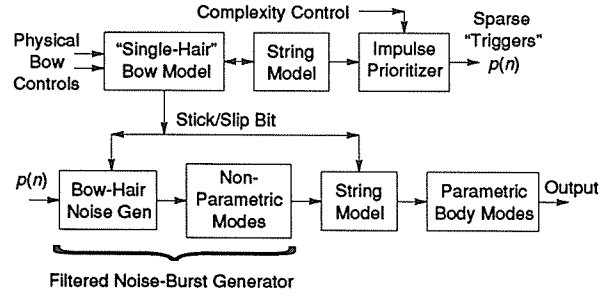 Complexity Control
Sparse
"Triggers"
p(n)
Physical
Bow
Controls
"Single-Hair"
Bow Model
String
Model
Impulse
Prioritizer
Stick/Slip Bit
p(n)
Bow-Hair
Noise Gen
Non-
Parametric
Modes
String
Model
Parametric
Body Modes
Output
Filtered Noise-Burst Generator